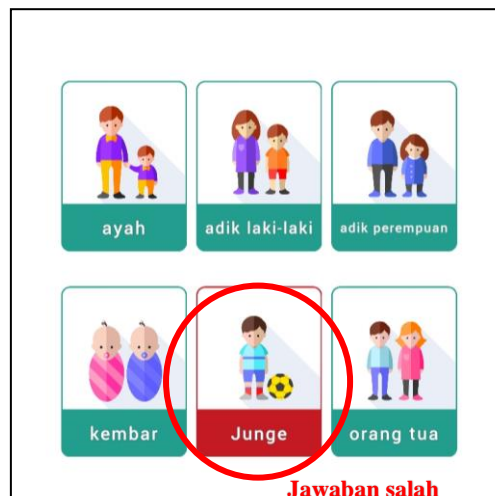 ayah
adik laki-laki
adik perempuan
kembar
Junge
orang tua
Jawaban salah